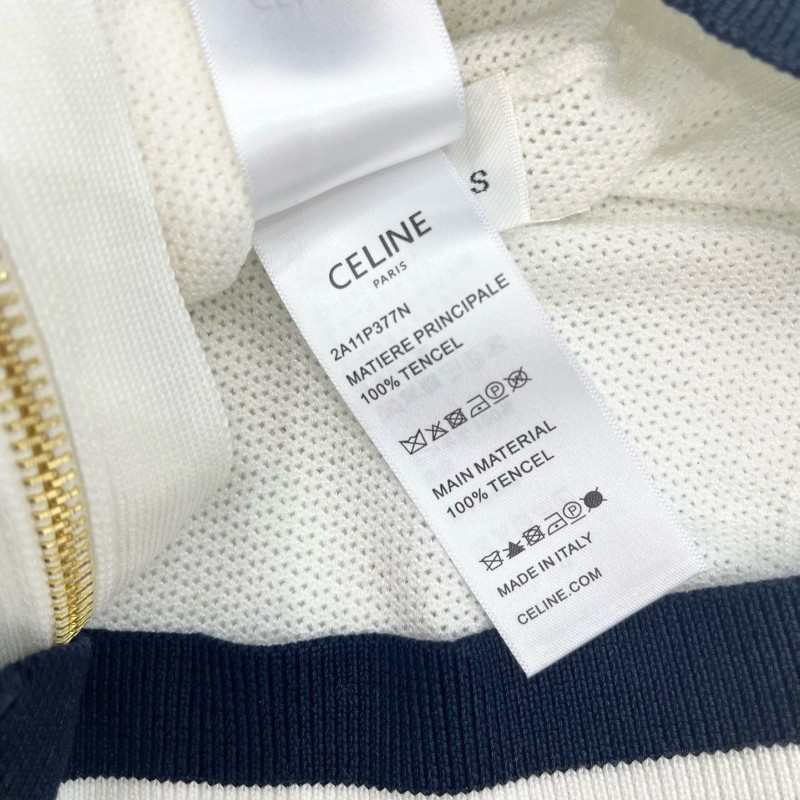 S
CELINE
PARIS
2A11P377N
MATIERE PRINCIPALE
100% TENCEL
MAIN MATERIAL
100% TENCEL
MADE IN ITALY
CELINE.COM